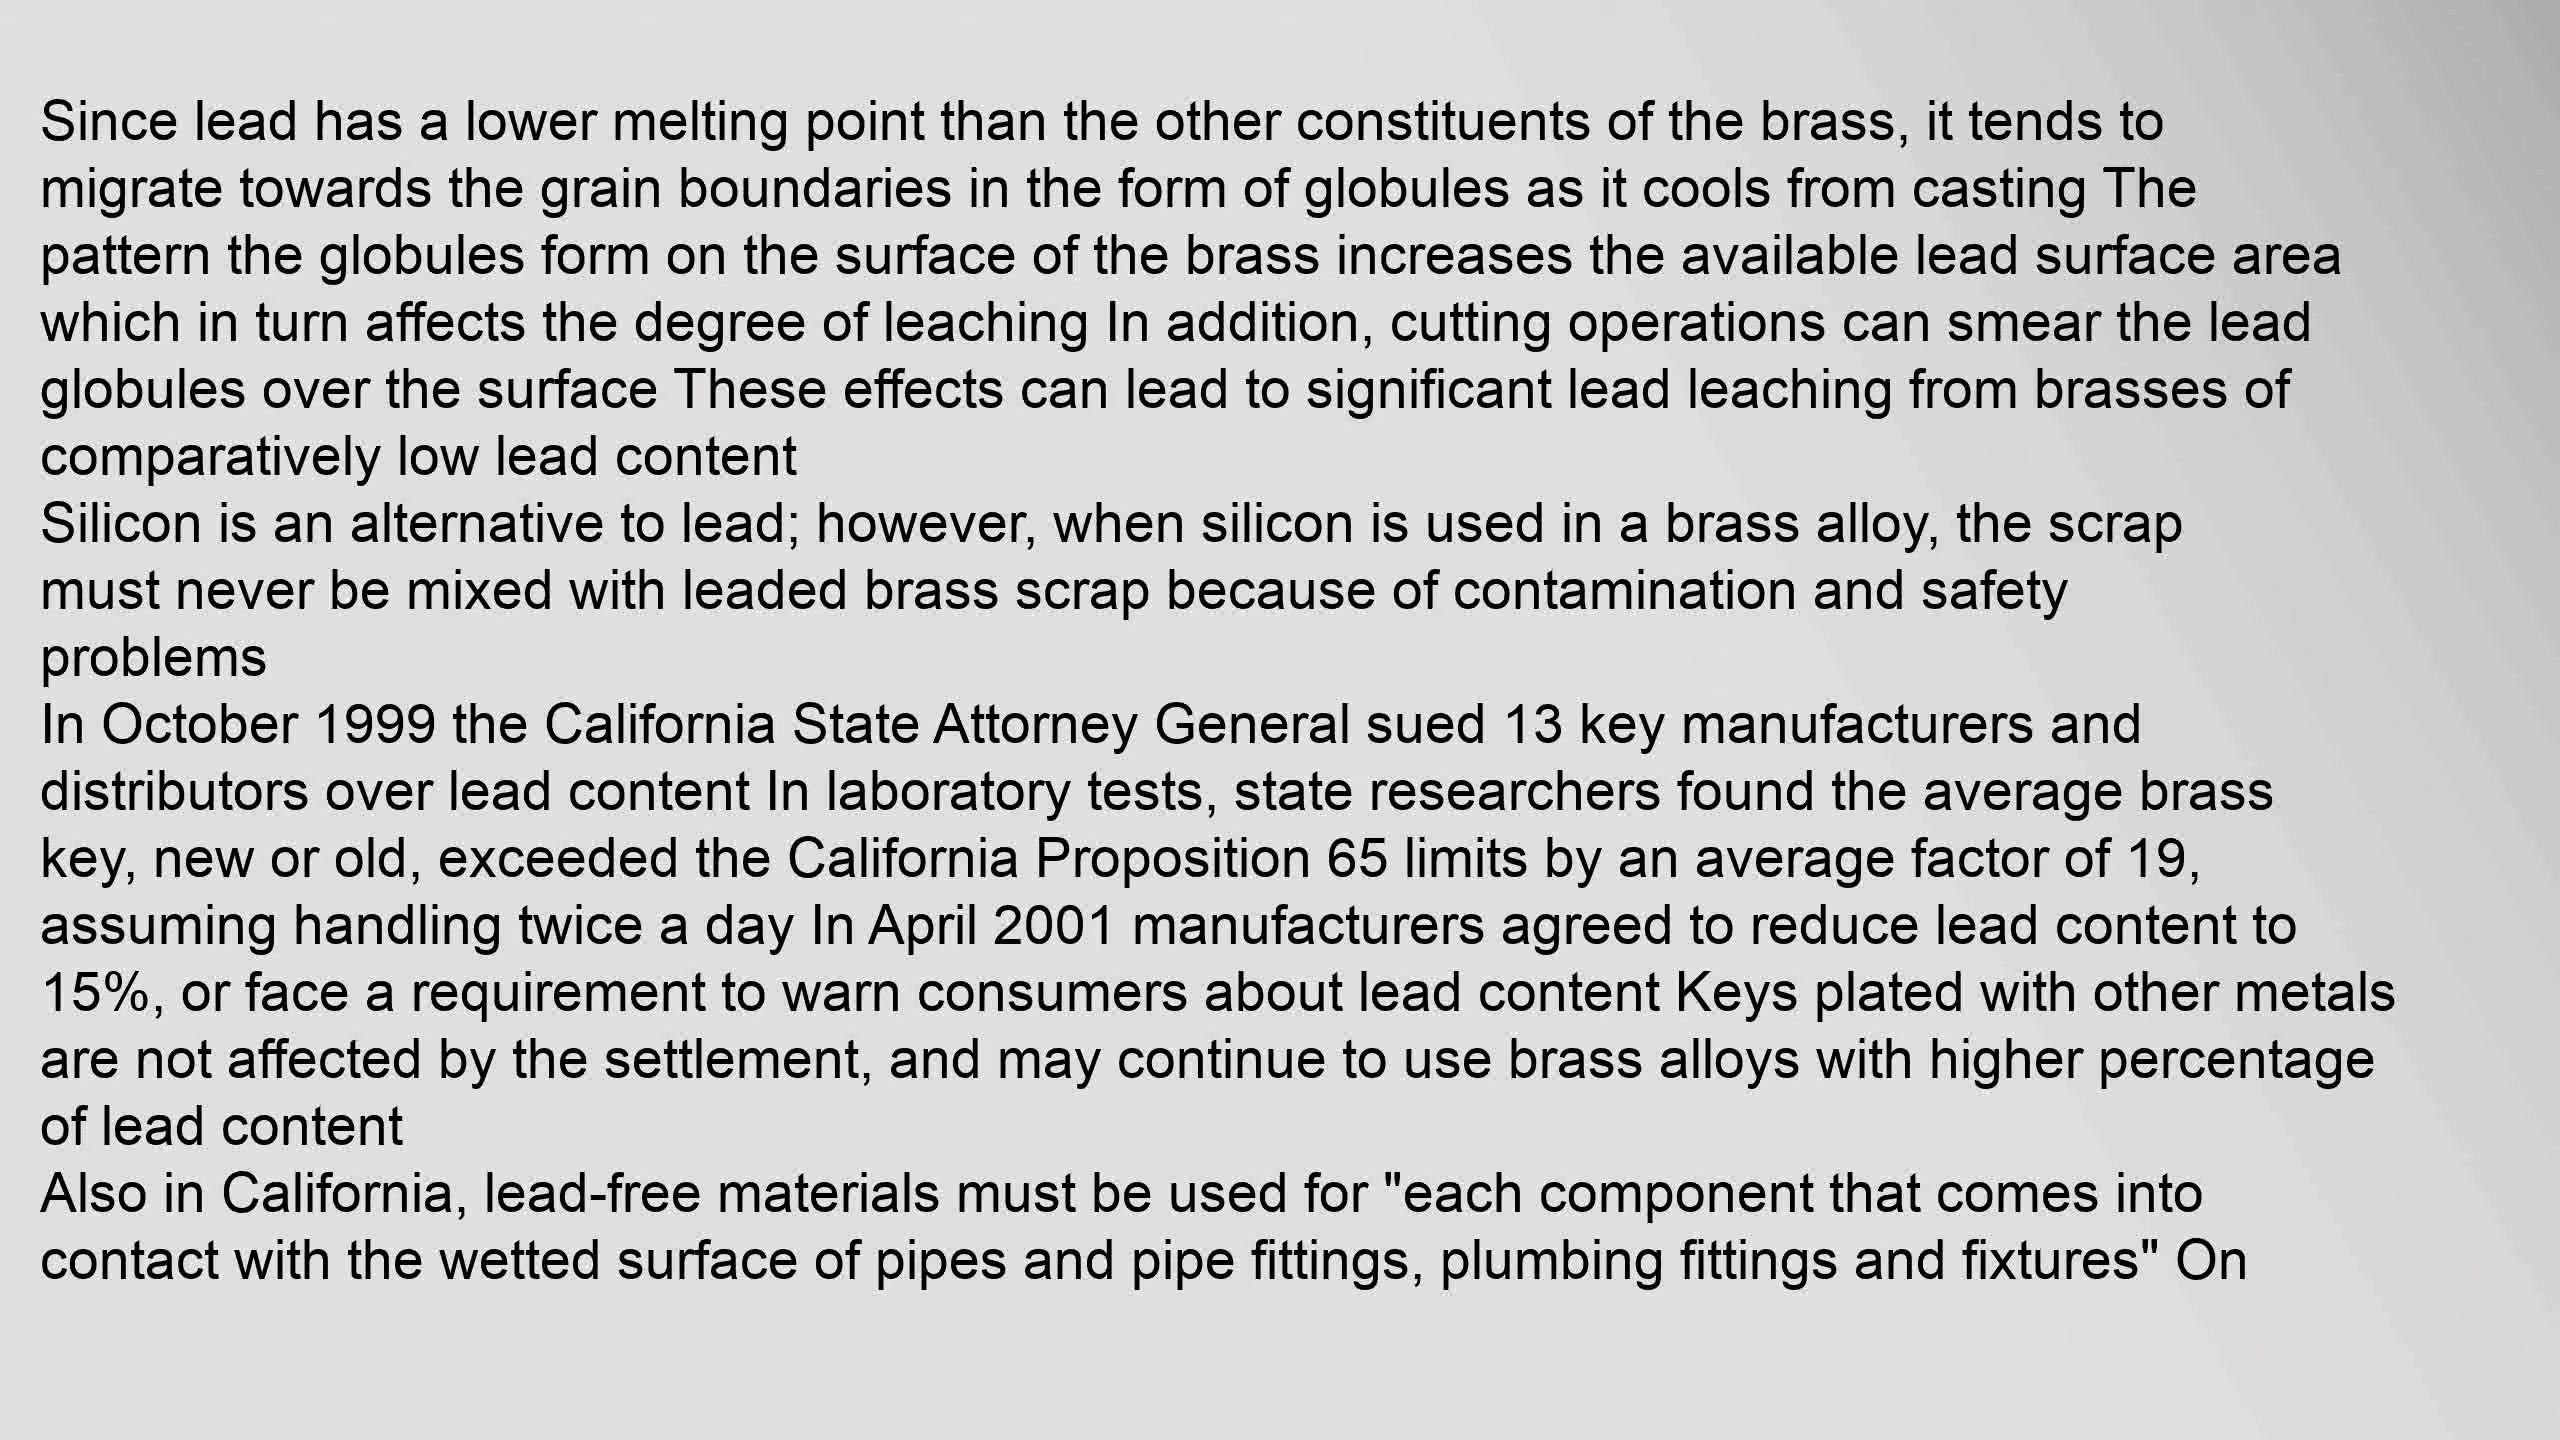 Since lead has a lower melting point than the other constituents of the brass, it tends to
migrate towards the grain boundaries in the form of globules as it cools from casting The
pattern the globules form on the surface of the brass increases the available lead surface area
which in turn affects the degree of leaching In addition, cutting operations can smear the lead
globules over the surface These effects can lead to significant lead leaching from brasses of
comparatively low lead content
Silicon is an alternative to lead; however, when silicon is used in a brass alloy, the scrap
must never be mixed with leaded brass scrap because of contamination and safety
problems
In October 1999 the California State Attorney General sued 13 key manufacturers and
distributors over lead content In laboratory tests, state researchers found the average brass
key, new or old, exceeded the California Proposition 65 limits by an average factor of 19,
assuming handling twice a day In April 2001 manufacturers agreed to reduce lead content to
15%, or face a requirement to warn consumers about lead content Keys plated with other metals
are not affected by the settlement, and may continue to use brass alloys with higher percentage
of lead content
Also in California, lead-free materials must be used for "each component that comes into
contact with the wetted surface of pipes and pipe fittings, plumbing fittings and fixtures" On